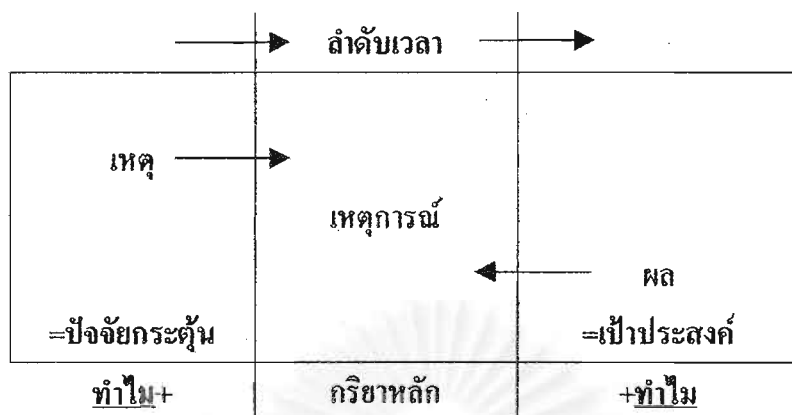 ลำดับเวลา
เหตุ
เหตุการณ์
ผล
=ปัจจัยกระตุ้น =เป้าประสงค์
ทำไม+ กริยาหลัก +ทำไม